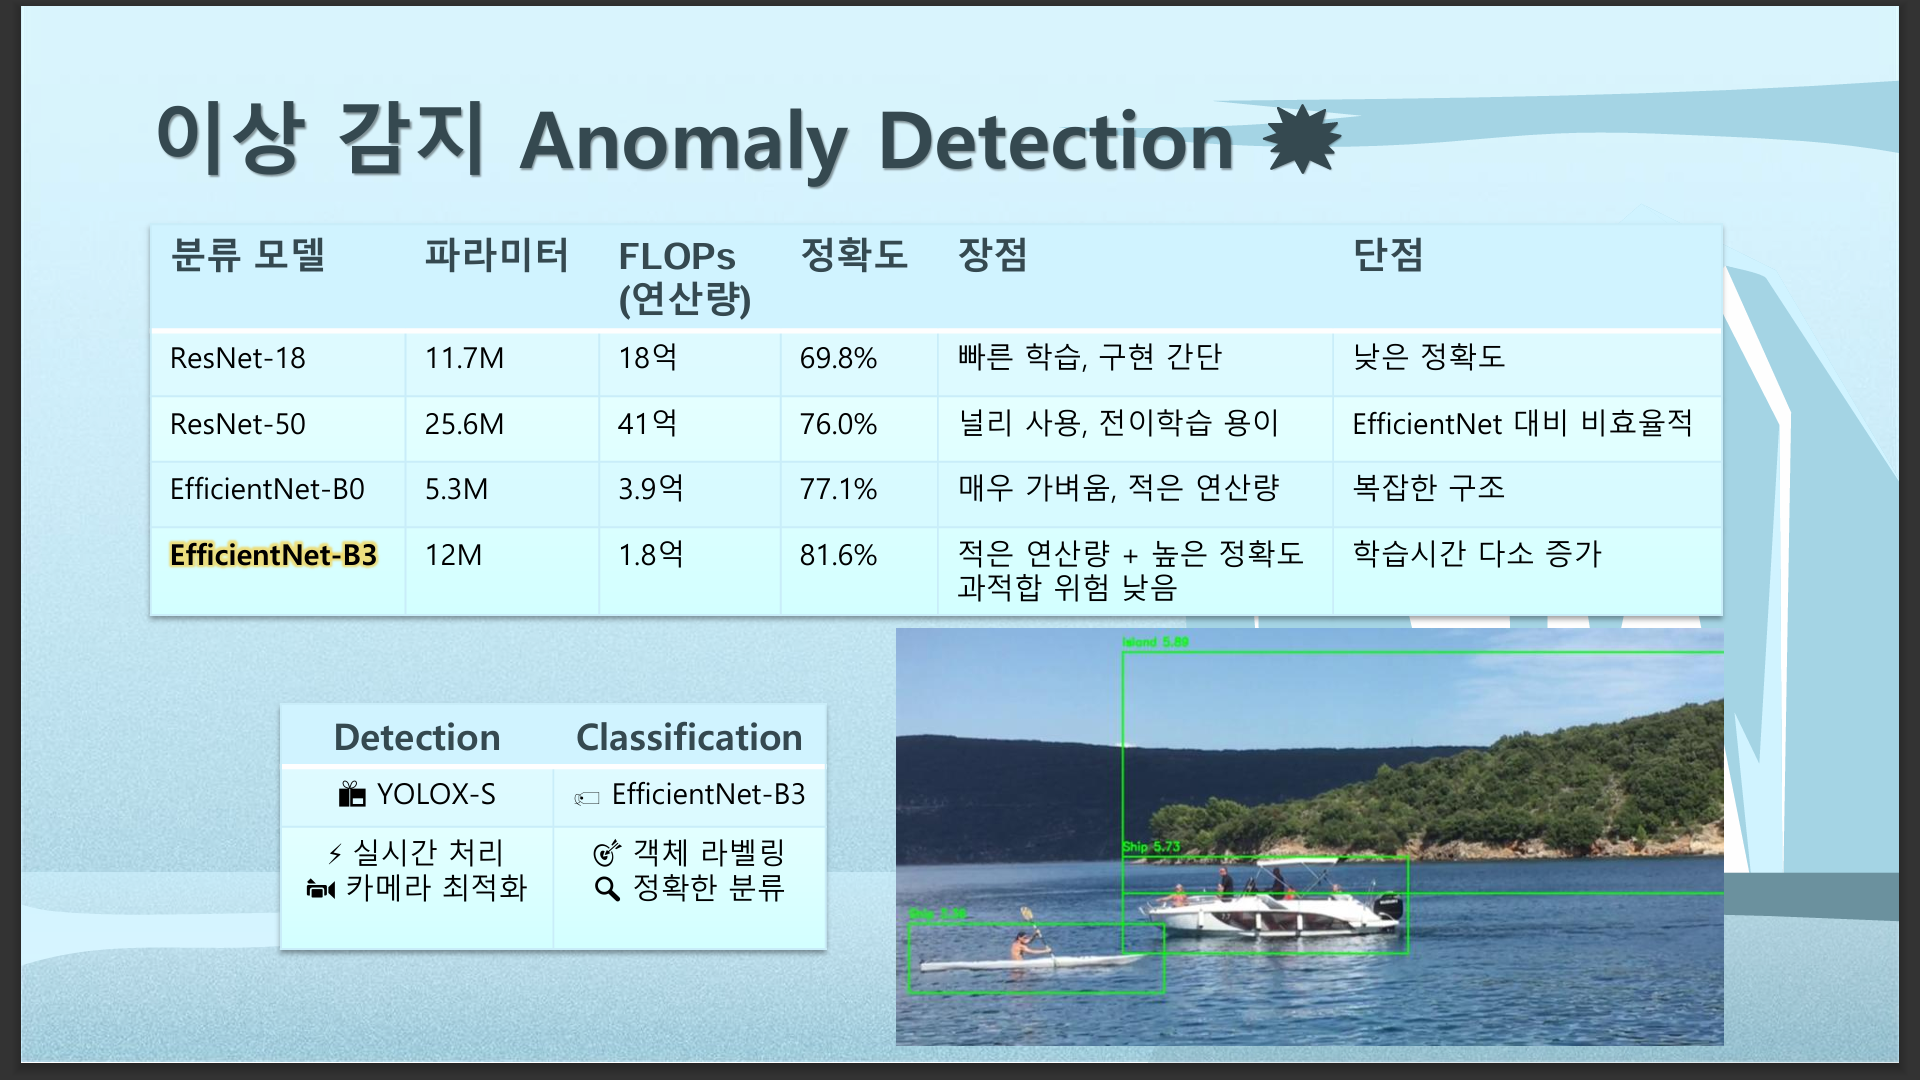 이상 감지 Anomaly Detection
분류 모델 파라미터 FLOPs (연산량) 정확도 장점 단점
ResNet-18 11.7M 18억 69.8% 빠른 학습, 구현 간단 낮은 정확도
ResNet-50 25.6M 41억 76.0% 널리 사용, 전이학습 용이 EfficientNet 대비 비효율적
EfficientNet-B0 5.3M 3.9억 77.1% 매우 가벼움, 적은 연산량 복잡한 구조
EfficientNet-B3 12M 1.8억 81.6% 적은 연산량 + 높은 정확도 학습시간 다소 증가
과적합 위험 낮음
Detection Classification
YOLOX-S EfficientNet-B3
⚡ 실시간 처리 객체 라벨링
카메라 최적화 정확한 분류
Island 5.89
Ship 5.73
Ship